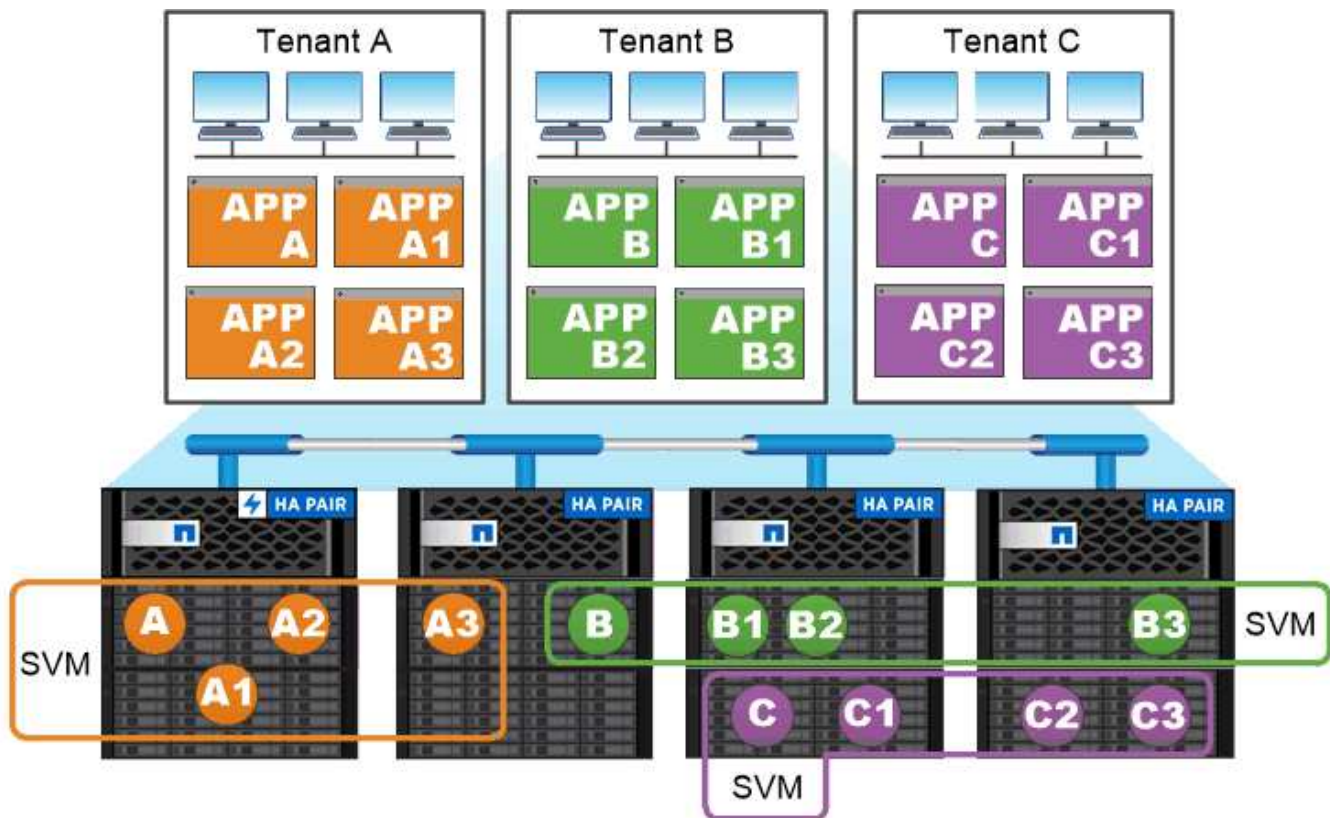 Tenant A
Tenant B
Tenant C
APP
A
APP
A1
APP
B
APP
B1
APP
C
APP
C1
APP
A2
APP
A3
APP
B2
APP
B3
APP
C2
APP
C3
HA PAIR
HA PAIR
HA PAIR
HA PAIR
A
A2
A3
B
B1
B2
B3
SVM
SVM
A1
C
C1
C2
C3
SVM